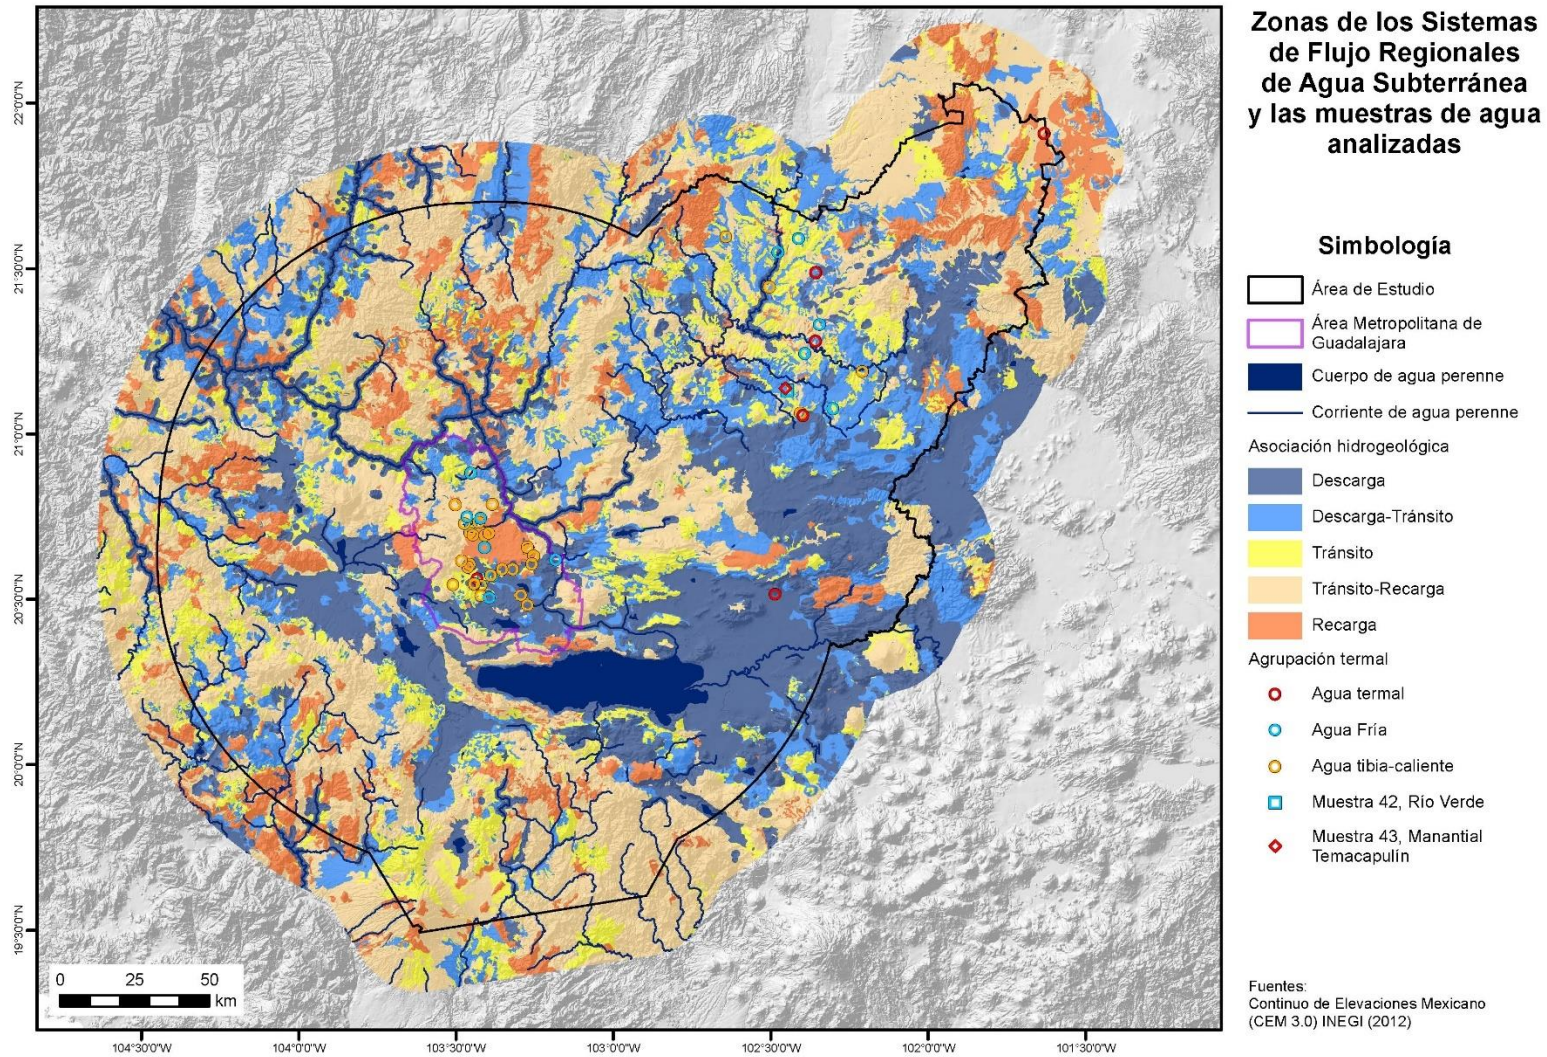 Zonas de los Sistemas
de Flujo Regionales
de Agua Subterránea
y las muestras de agua
analizadas
Simbología
Área de Estudio
Área Metropolitana de
Guadalajara
Cuerpo de agua perenne
Corriente de agua perenne
Asociación hidrogeológica
Descarga
Descarga-Tránsito
Tránsito
Tránsito-Recarga
Recarga
Agrupación termal
Agua termal
Agua Fría
Agua tibia-caliente
Muestra 42, Río Verde
Muestra 43, Manantial
Temacapulín
Fuentes:
Continuo de Elevaciones Mexicano
(CEM 3.0) INEGI (2012)
22°0'0"N
21°30'0"N
21°0'0"N
20°30'0"N
20°0'0"N
19°30'0"N
0 25 50
km
104°30'0"W 104°0'0"W 103°30'0"W 103°0'0"W 102°30'0"W 102°0'0"W 101°30'0"W